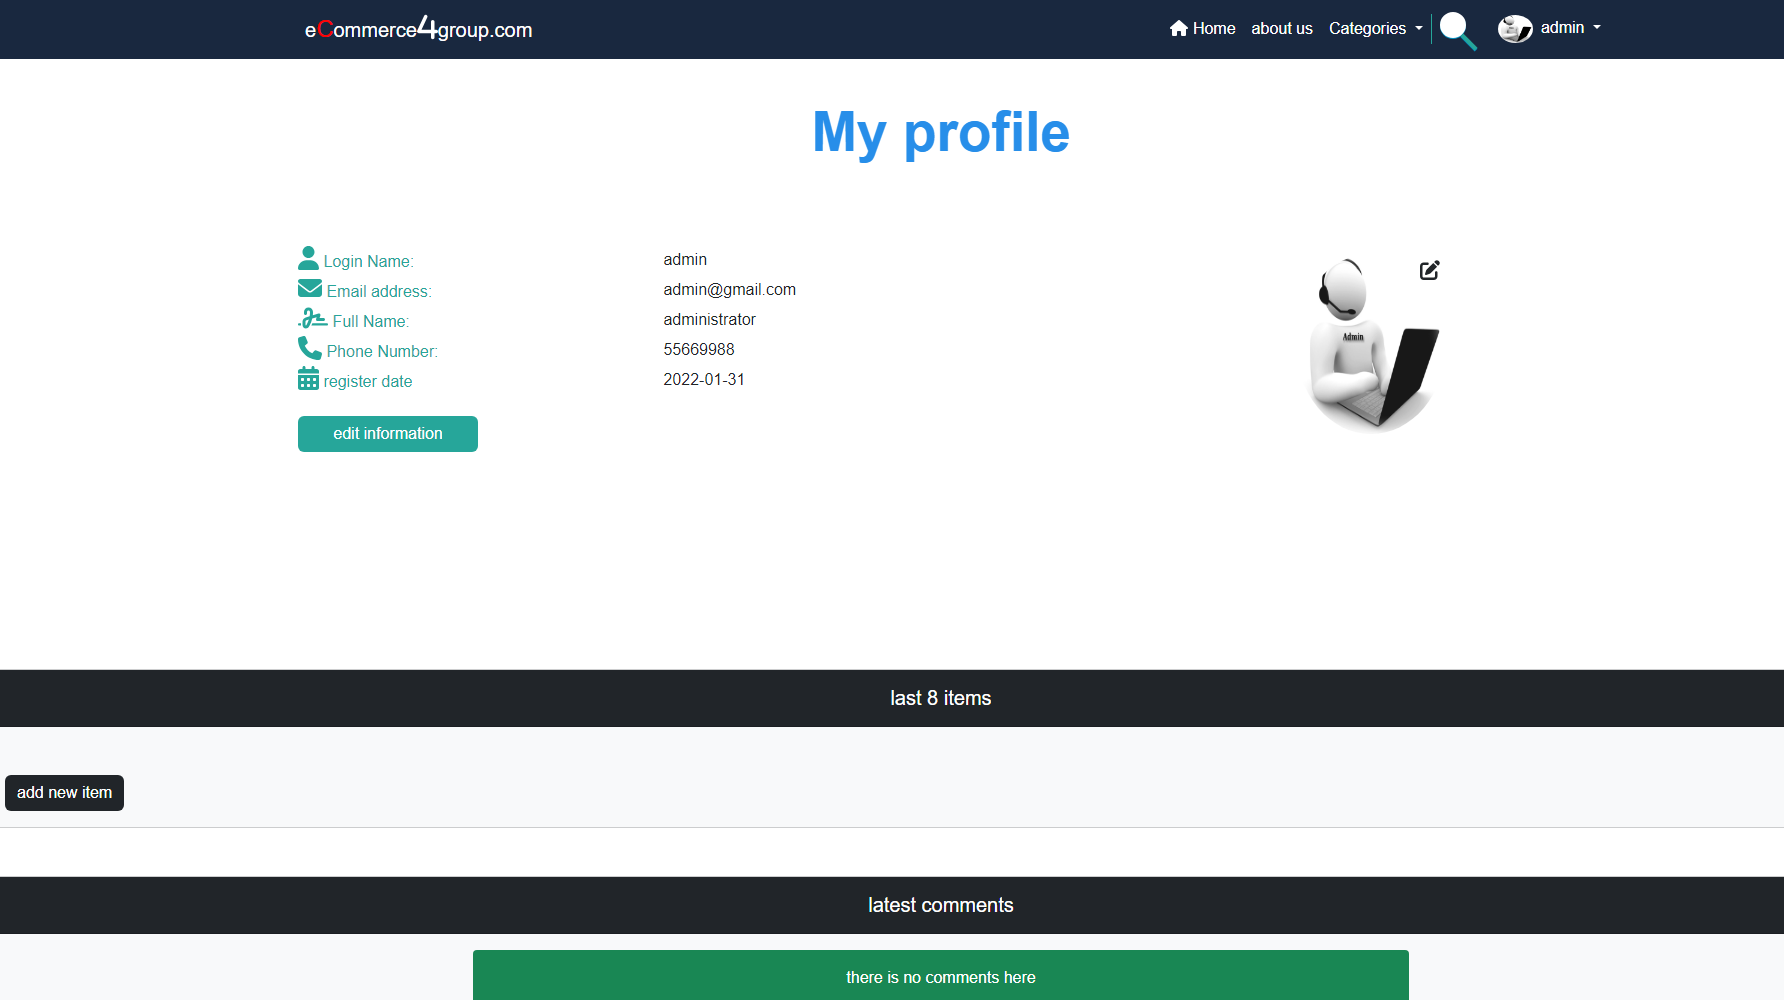 eCommerce4group.com
Home about us Categories admin
My profile
Login Name: admin
Email address: admin@gmail.com
Full Name: administrator
Phone Number: 55669988
register date 2022-01-31
Admin
edit information
last 8 items
add new item
latest comments
there is no comments here